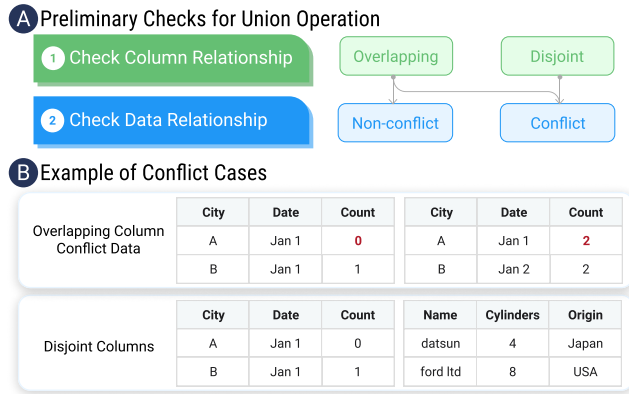 A Preliminary Checks for Union Operation
1 Check Column Relationship
Overlapping
Disjoint
2 Check Data Relationship
Non-conflict
Conflict
B Example of Conflict Cases
Overlapping Column
Conflict Data
City Date Count
A Jan 1 0
B Jan 1 1
City Date Count
A Jan 1 2
B Jan 2 2
Disjoint Columns
City Date Count
A Jan 1 0
B Jan 1 1
Name Cylinders Origin
datsun 4 Japan
ford ltd 8 USA